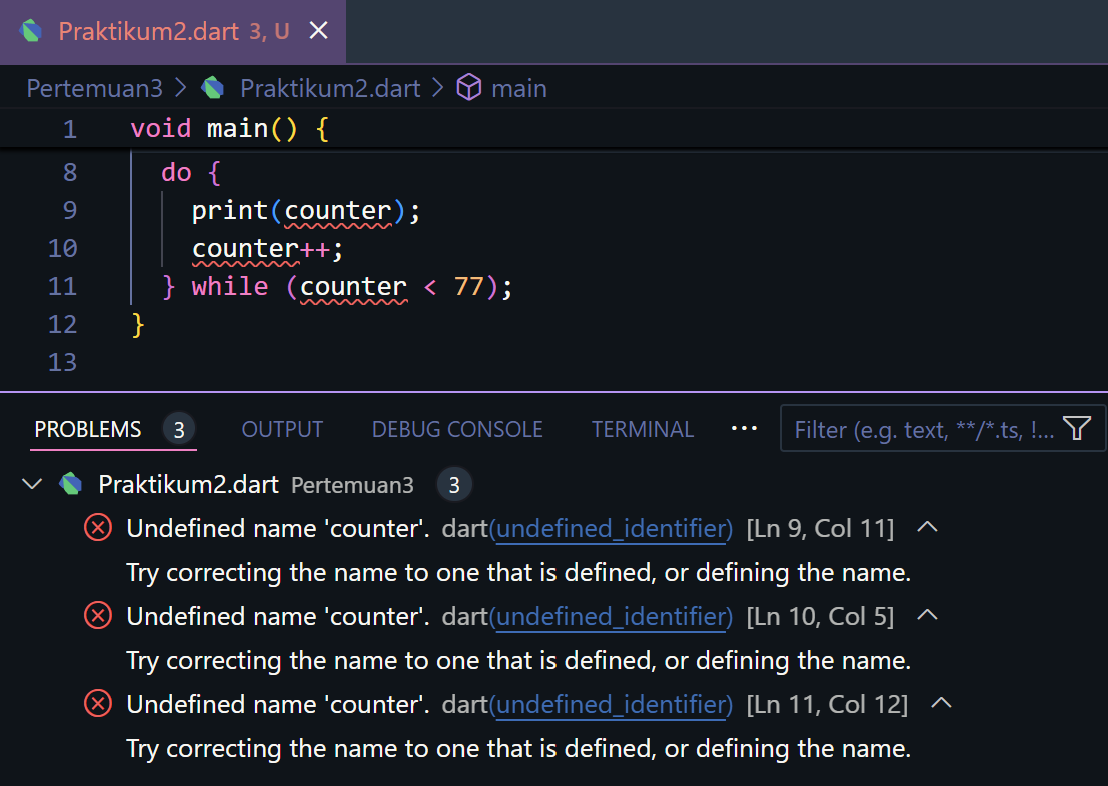 Praktikum2.dart 3, U
Pertemuan3 > Praktikum2.dart > main
1 void main() {
8 do {
9 print(counter);
10 counter++;
11 } while (counter < 77);
12 }
13
PROBLEMS 3 OUTPUT DEBUG CONSOLE TERMINAL ... Filter (e.g. text, **/*.ts, !...
Praktikum2.dart Pertemuan3 3
Undefined name 'counter'. dart(undefined_identifier) [Ln 9, Col 11]
Try correcting the name to one that is defined, or defining the name.
Undefined name 'counter'. dart(undefined_identifier) [Ln 10, Col 5]
Try correcting the name to one that is defined, or defining the name.
Undefined name 'counter'. dart(undefined_identifier) [Ln 11, Col 12]
Try correcting the name to one that is defined, or defining the name.